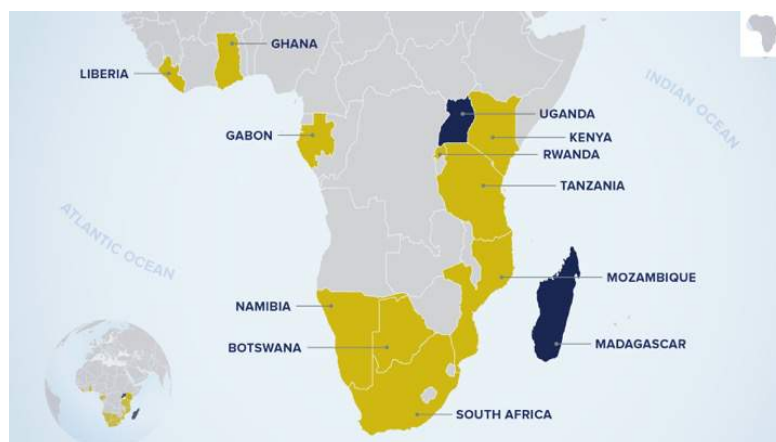 GHANA
LIBERIA
INDIAN OCEAN
UGANDA
GABON
KENYA
RWANDA
TANZANIA
ATLANTIC OCEAN
MOZAMBIQUE
NAMIBIA
BOTSWANA
MADAGASCAR
SOUTH AFRICA